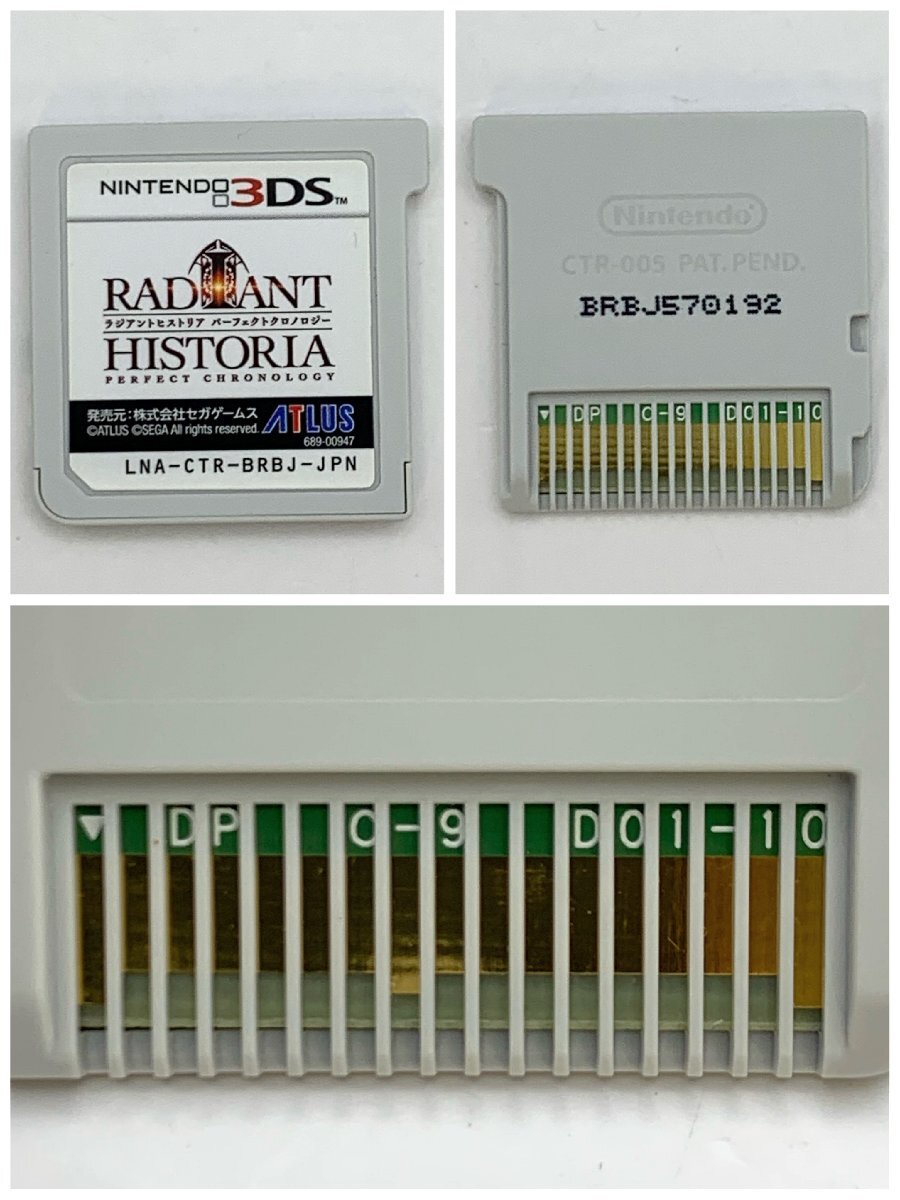 NINTENDO 3DS™
RADIANT
ラジアントヒストリア パーフェクトクロノロジー
HISTORIA
PERFECT CHRONOLOGY
発売元:株式会社セガゲームス
©ATLUS ©SEGA All rights reserved.
ATLUS
689-00947
LNA-CTR-BRBJ-JPN
Nintendo®
CTR-005 PAT. PEND.
BRBJ570192
▼ DP C-9 D01-10
▼ DP C-9 D01-10